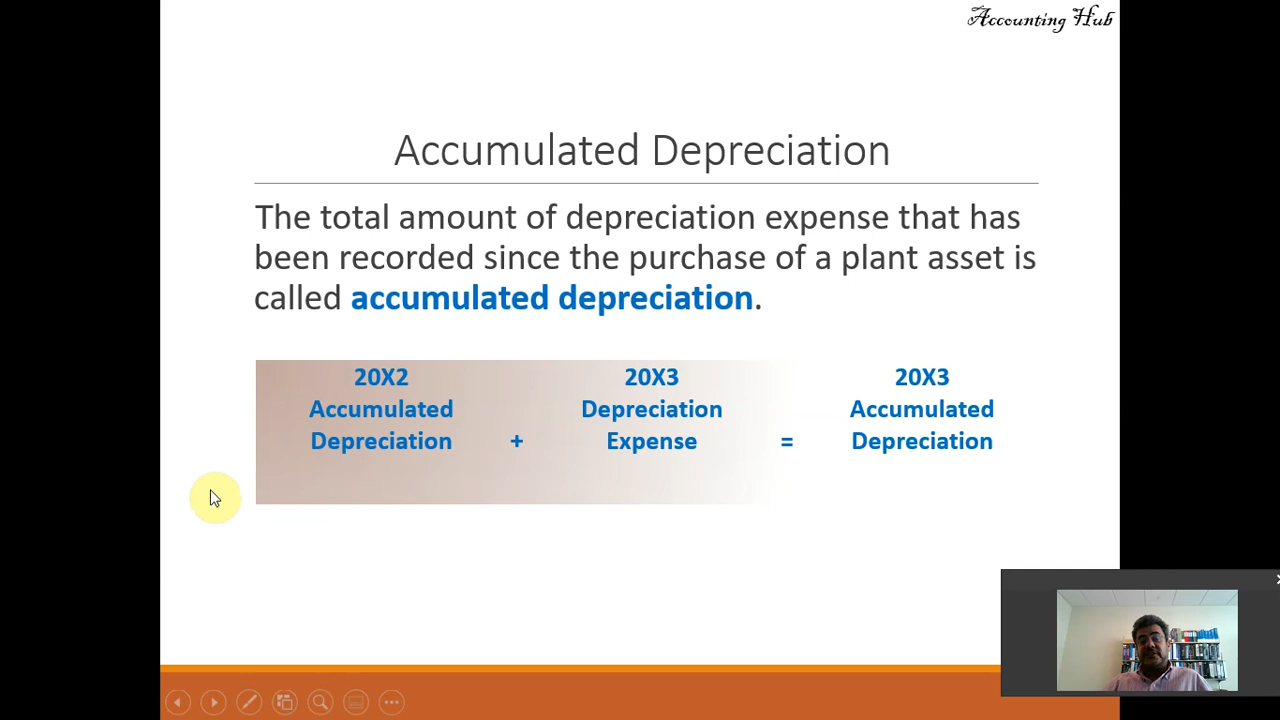 Accounting Hub
Accumulated Depreciation
The total amount of depreciation expense that has
been recorded since the purchase of a plant asset is
called accumulated depreciation.
20X2 20X3 20X3
Accumulated Depreciation Accumulated
Depreciation + Expense = Depreciation